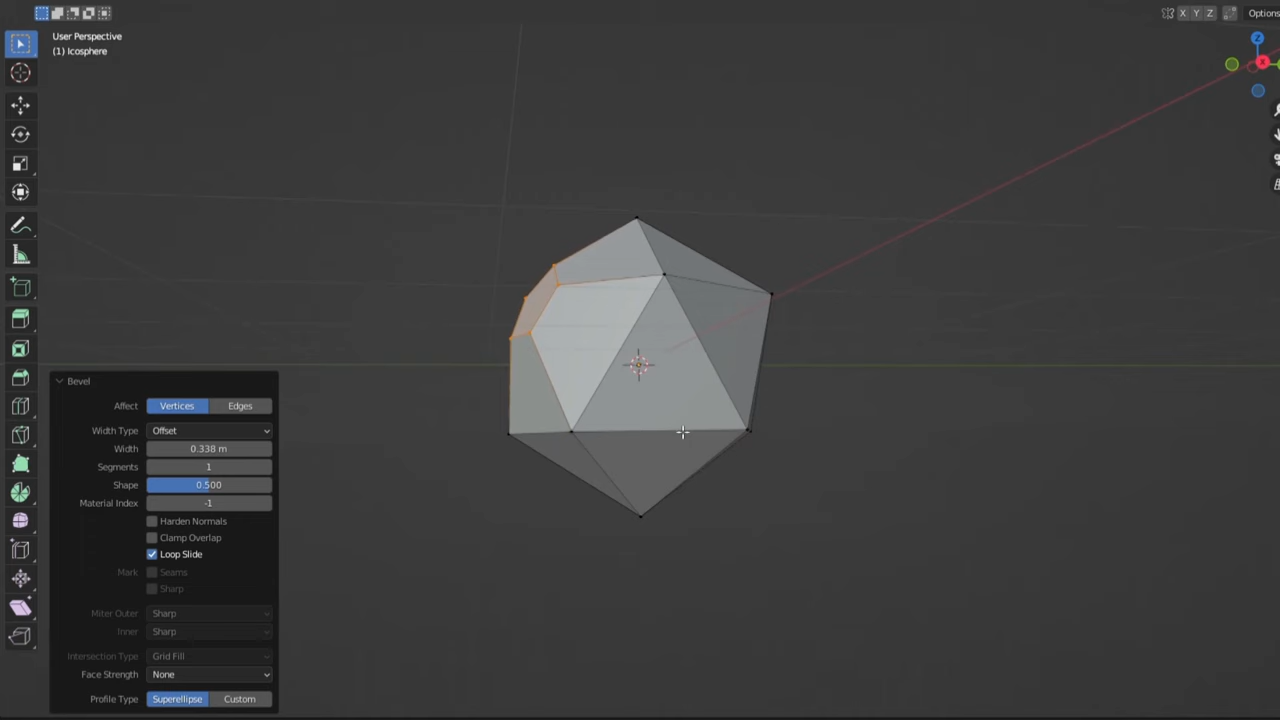 X Y Z Options
User Perspective
(1) Icosphere
Z
X
Bevel
Affect Vertices Edges
Width Type Offset
Width 0.338 m
Segments 1
Shape 0.500
Material Index -1
Harden Normals
Clamp Overlap
Loop Slide
Mark Seams
Sharp
Miter Outer Sharp
Inner Sharp
Intersection Type Grid Fill
Face Strength None
Profile Type Superellipse Custom